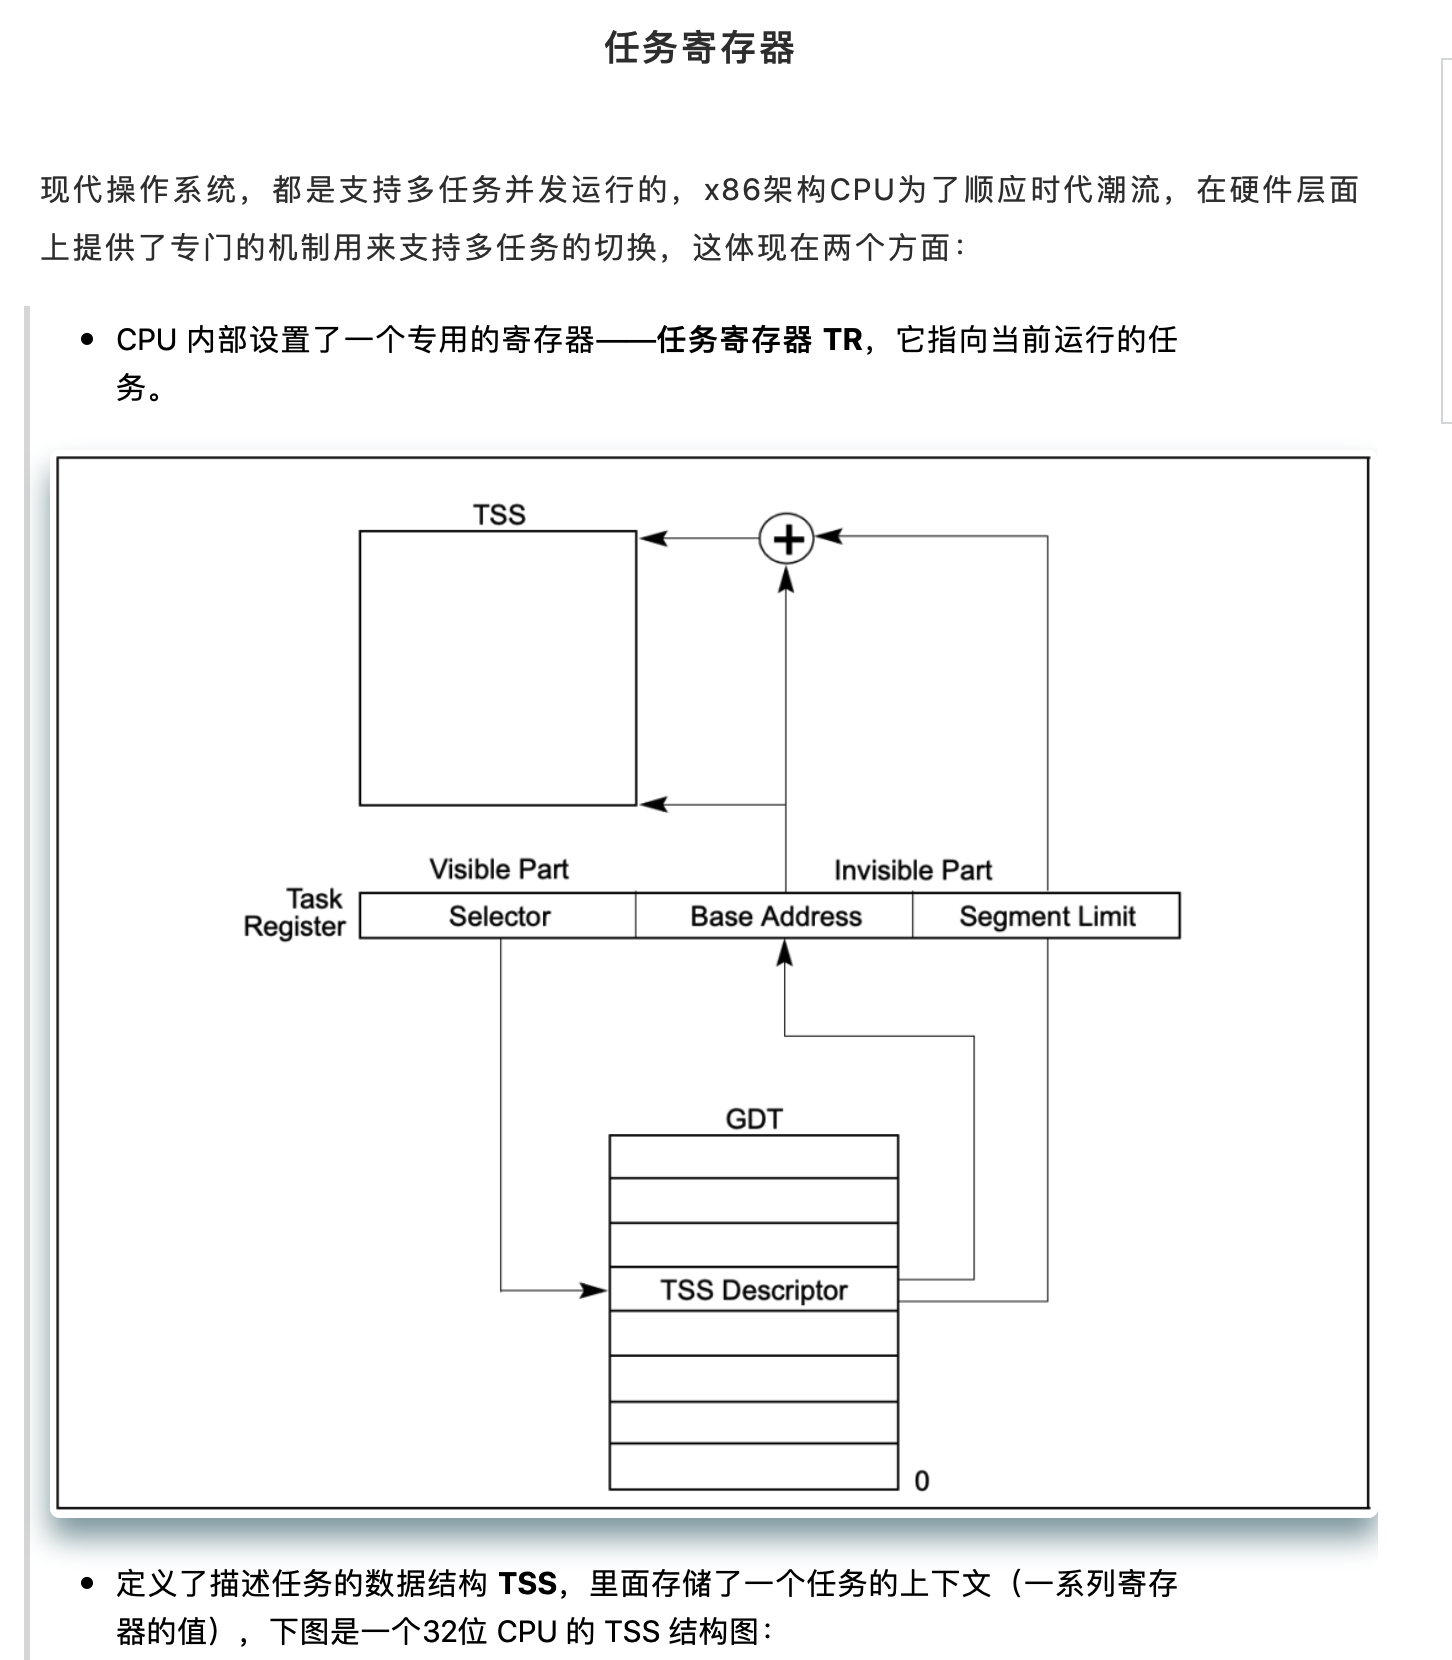 任务寄存器
现代操作系统，都是支持多任务并发运行的，x86架构CPU为了顺应时代潮流，在硬件层面
上提供了专门的机制用来支持多任务的切换，这体现在两个方面：
• CPU 内部设置了一个专用的寄存器——任务寄存器 TR，它指向当前运行的任
务。
TSS
+
Visible Part
Invisible Part
Task
Register
Selector
Base Address
Segment Limit
GDT
TSS Descriptor
0
• 定义了描述任务的数据结构 TSS，里面存储了一个任务的上下文（一系列寄存
器的值），下图是一个32位 CPU 的 TSS 结构图：